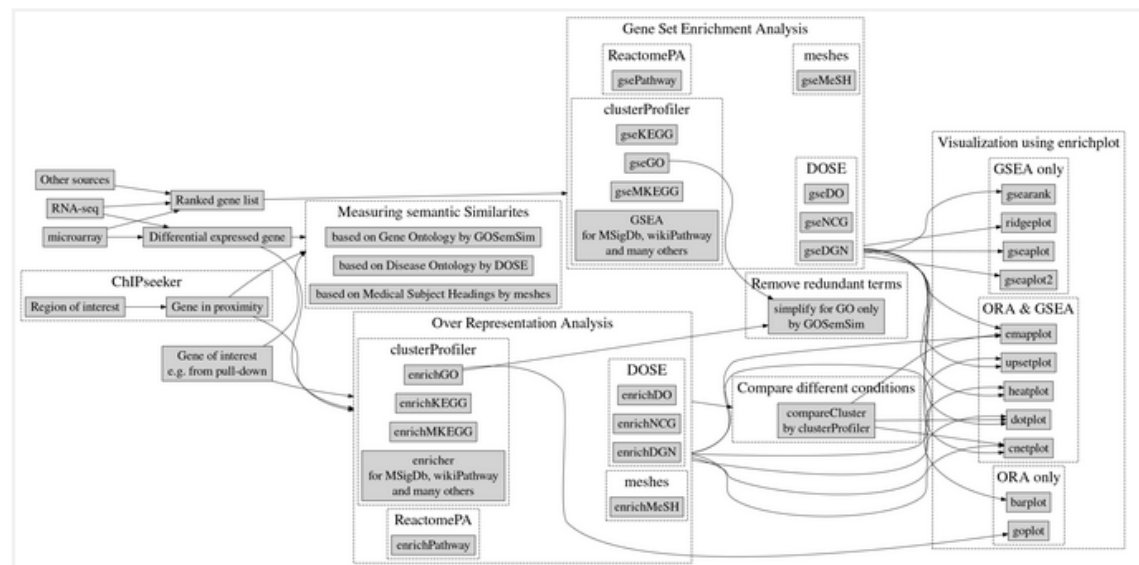 Gene Set Enrichment Analysis
ReactomePA
gsePathway
meshes
gseMeSH
clusterProfiler
gseKEGG
gseGO
gseMKEGG
GSEA
for MSigDb, wikiPathway
and many others
DOSE
gseDO
gseNCG
gseDGN
Other sources
RNA-seq
microarray
Ranked gene list
Differential expressed gene
Measuring semantic Similarites
based on Gene Ontology by GOSemSim
based on Disease Ontology by DOSE
based on Medical Subject Headings by meshes
ChIPseeker
Region of interest
Gene in proximity
Gene of interest
e.g. from pull-down
Over Representation Analysis
clusterProfiler
enrichGO
enrichKEGG
enrichMKEGG
enricher
for MSigDb, wikiPathway
and many others
ReactomePA
enrichPathway
DOSE
enrichDO
enrichNCG
enrichDGN
meshes
enrichMeSH
Remove redundant terms
simplify for GO only
by GOSemSim
Compare different conditions
compareCluster
by clusterProfiler
Visualization using enrichplot
GSEA only
gsearank
ridgeplot
gseaplot
gseaplot2
ORA & GSEA
emapplot
upsetplot
heatplot
dotplot
cnetplot
ORA only
barplot
goplot